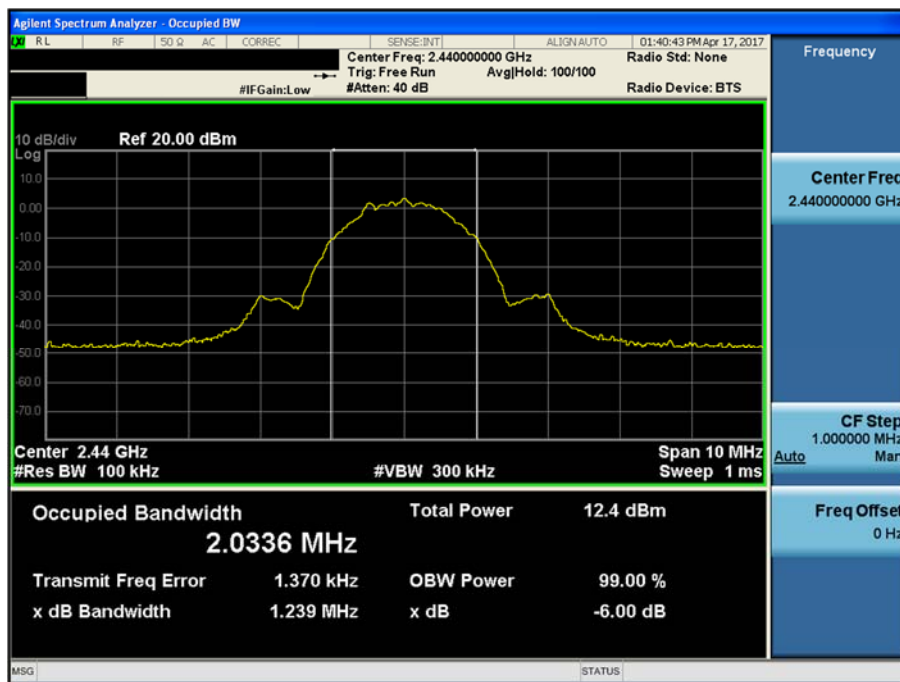 Agilent Spectrum Analyzer - Occupied BW
LXI RL RF 50 Ω AC CORREC SENSE:INT ALIGN AUTO 01:40:43 PM Apr 17, 2017
Center Freq: 2.440000000 GHz Radio Std: None
Trig: Free Run Avg|Hold: 100/100
#IFGain:Low #Atten: 40 dB Radio Device: BTS
10 dB/div Ref 20.00 dBm
Log
10.0
0.00
-10.0
-20.0
-30.0
-40.0
-50.0
-60.0
-70.0
Center 2.44 GHz Span 10 MHz
#Res BW 100 kHz #VBW 300 kHz Sweep 1 ms
Occupied Bandwidth Total Power 12.4 dBm
2.0336 MHz
Transmit Freq Error 1.370 kHz OBW Power 99.00 %
x dB Bandwidth 1.239 MHz x dB -6.00 dB
MSG STATUS
Frequency
Center Freq
2.440000000 GHz
CF Step
1.000000 MHz
Auto Man
Freq Offset
0 Hz